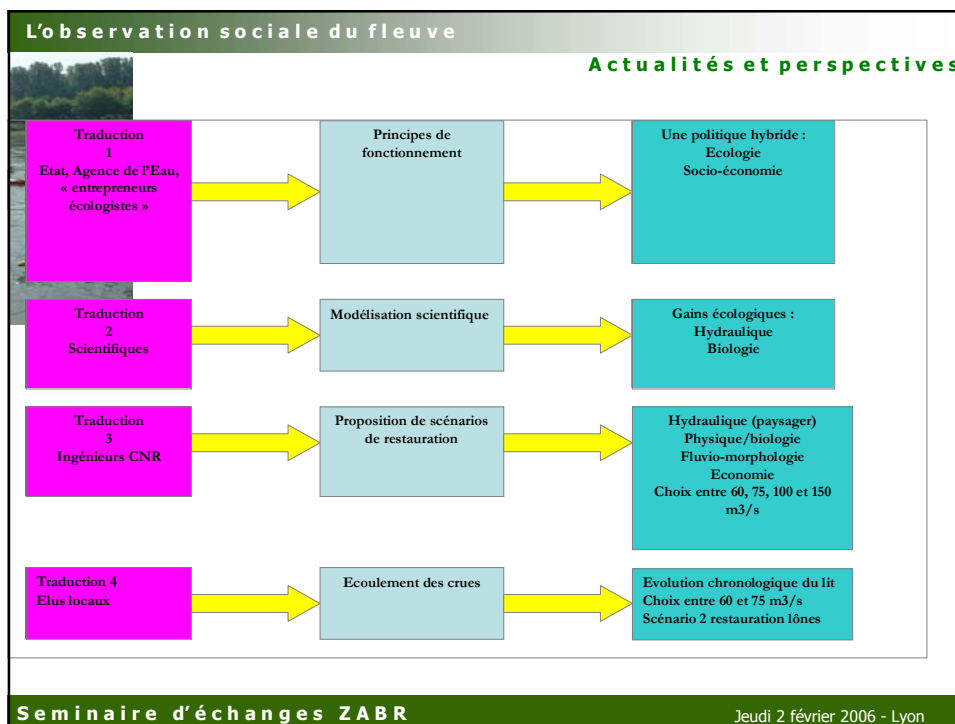 L'observation sociale du fleuve
Actualités et perspectives
Traduction
1
Etat, Agence de l'Eau,
« entrepreneurs
écologistes »
Principes de
fonctionnement
Une politique hybride :
Ecologie
Socio-économie
Traduction
2
Scientifiques
Modélisation scientifique
Gains écologiques :
Hydraulique
Biologie
Traduction
3
Ingénieurs CNR
Proposition de scénarios
de restauration
Hydraulique (paysager)
Physique/biologie
Fluvio-morphologie
Economie
Choix entre 60, 75, 100 et 150
m3/s
Traduction 4
Elus locaux
Ecoulement des crues
Evolution chronologique du lit
Choix entre 60 et 75 m3/s
Scénario 2 restauration lônes
Seminaire d'échanges ZABR
Jeudi 2 février 2006 - Lyon